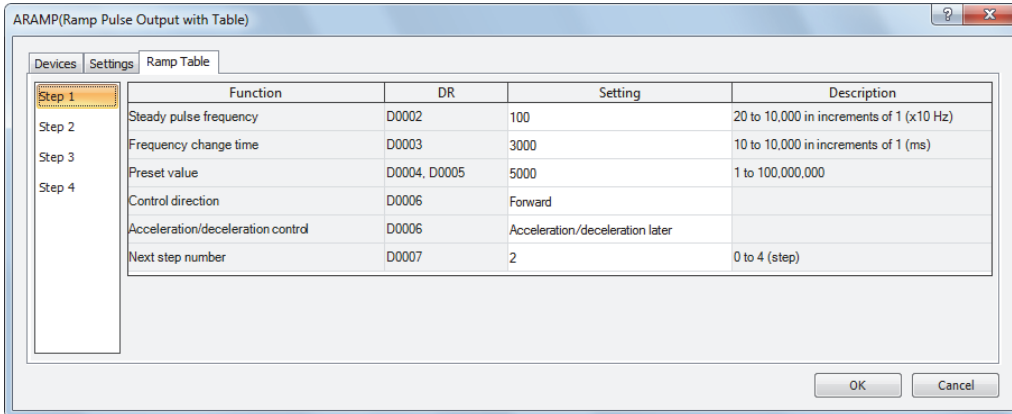 ARAMP(Ramp Pulse Output with Table)
?
X
Devices Settings Ramp Table
Step 1
Step 2
Step 3
Step 4
Function DR Setting Description
Steady pulse frequency D0002 100 20 to 10,000 in increments of 1 (x10 Hz)
Frequency change time D0003 3000 10 to 10,000 in increments of 1 (ms)
Preset value D0004, D0005 5000 1 to 100,000,000
Control direction D0006 Forward
Acceleration/deceleration control D0006 Acceleration/deceleration later
Next step number D0007 2 0 to 4 (step)
OK Cancel